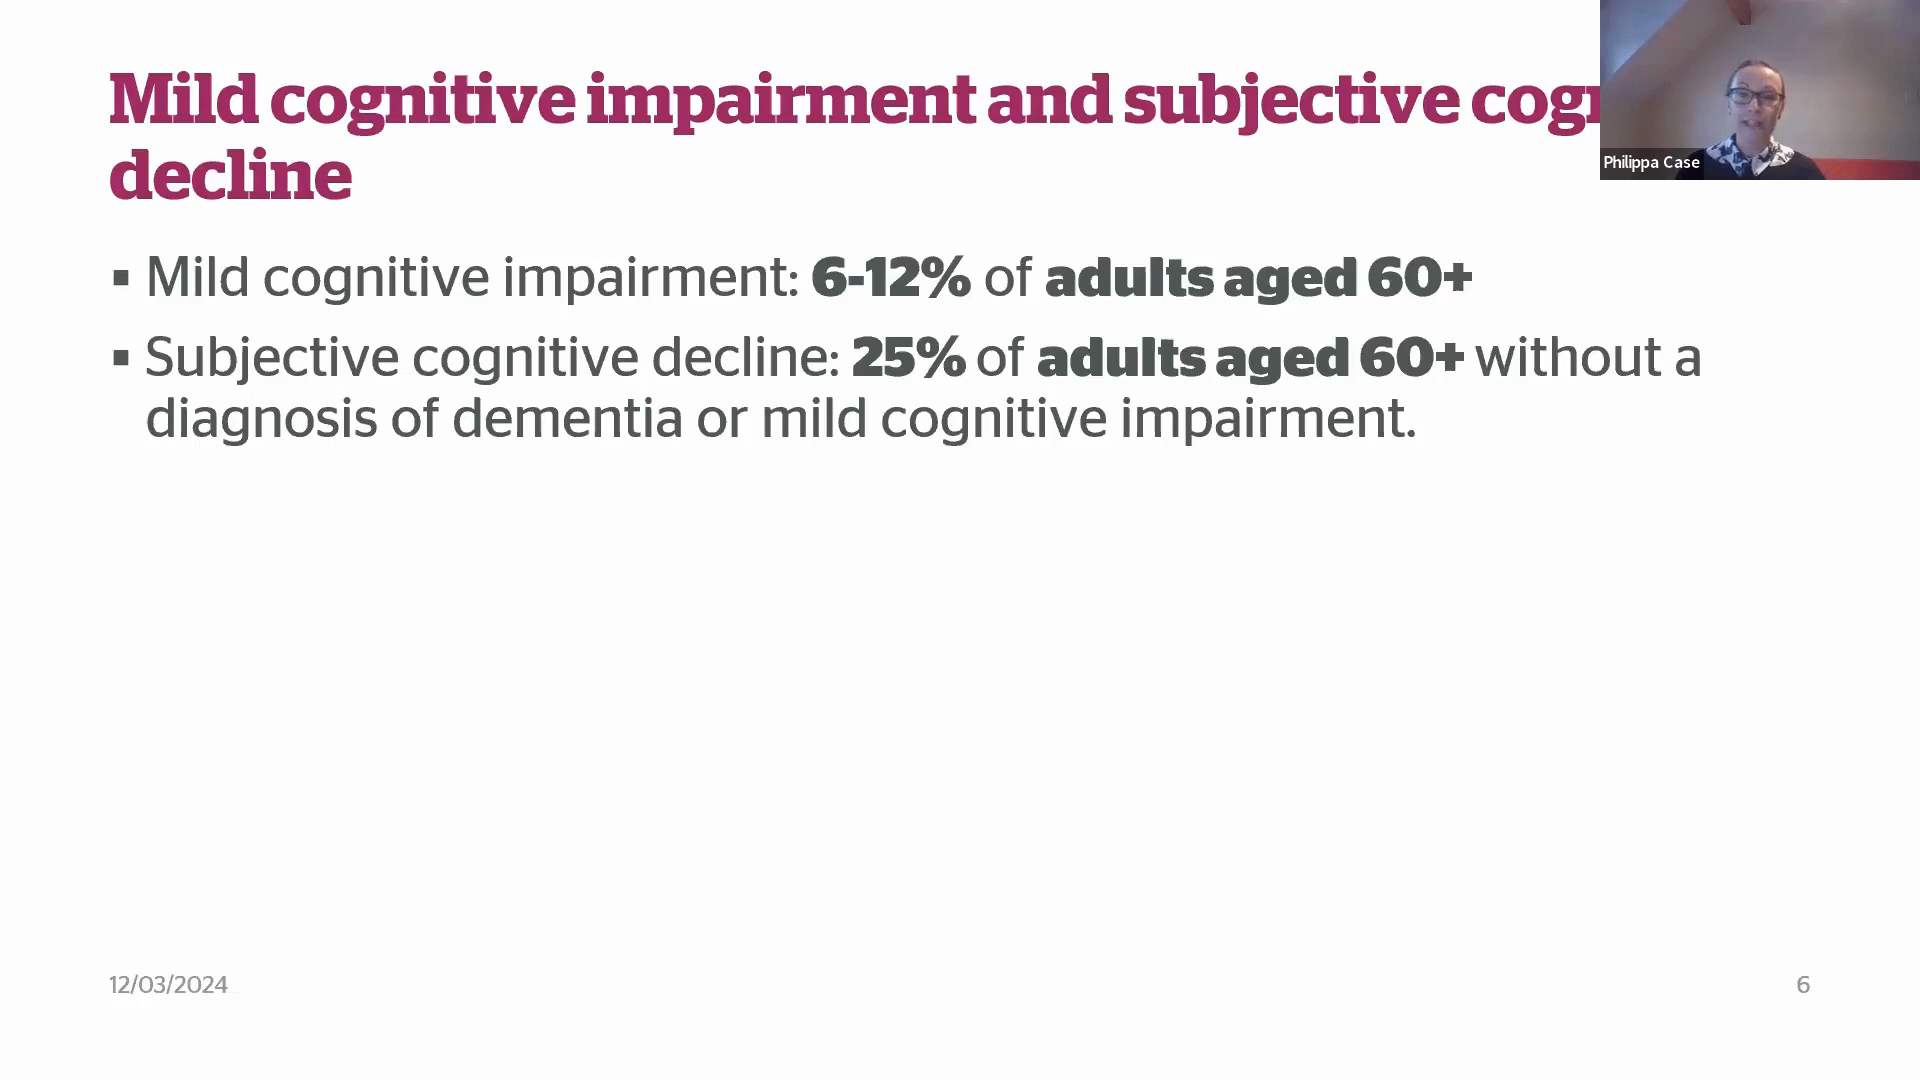 Mild cognitive impairment and subjective
decline
▪ Mild cognitive impairment: 6-12% of adults aged 60+
▪ Subjective cognitive decline: 25% of adults aged 60+ without a
diagnosis of dementia or mild cognitive impairment.
Philippa Case
12/03/2024
6